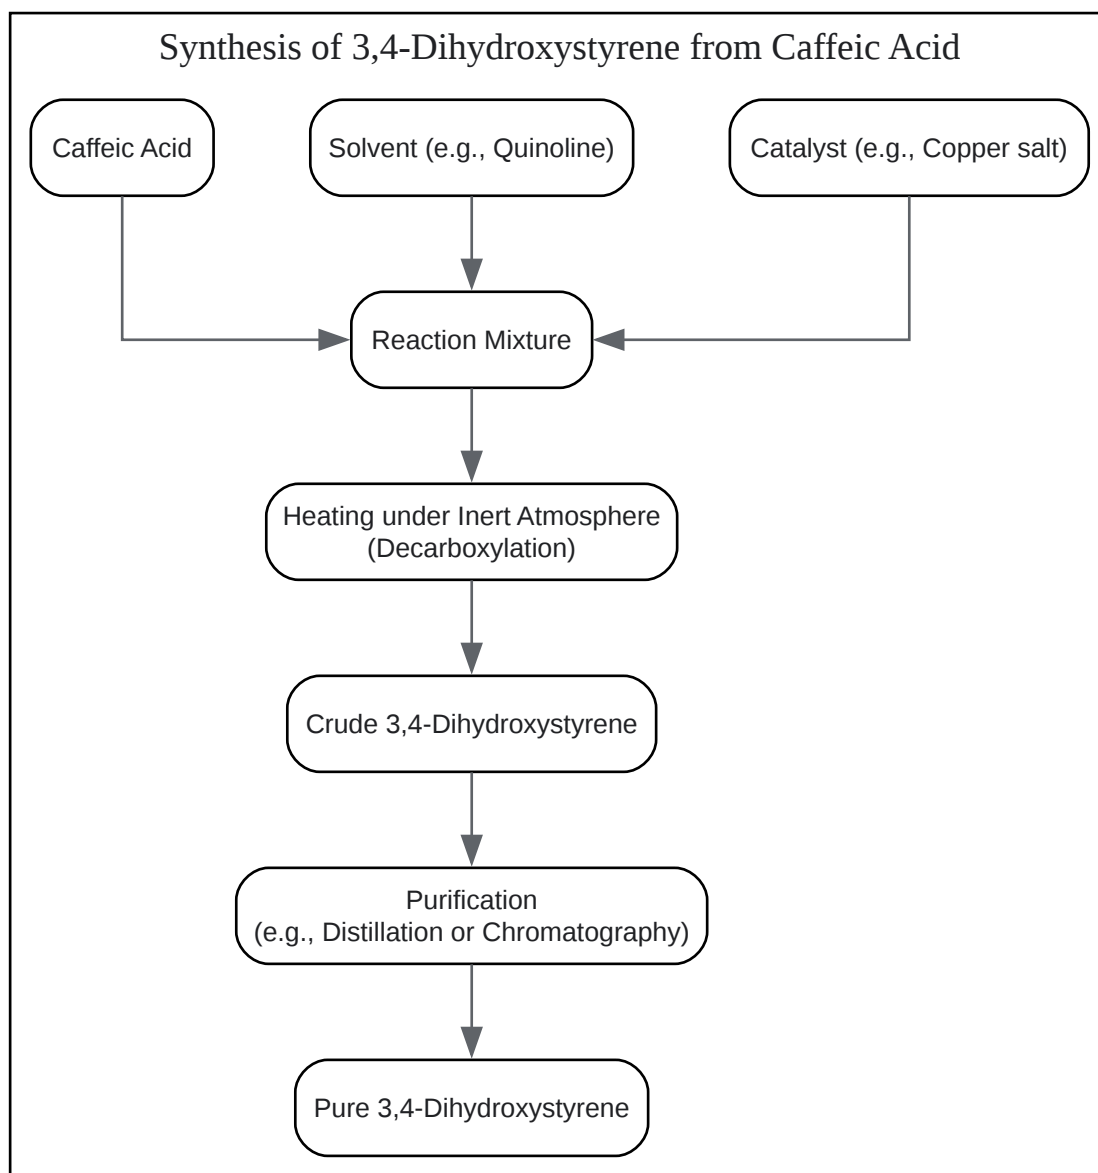 Synthesis of 3,4-Dihydroxystyrene from Caffeic Acid
Caffeic Acid
Solvent (e.g., Quinoline)
Catalyst (e.g., Copper salt)
Reaction Mixture
Heating under Inert Atmosphere
(Decarboxylation)
Crude 3,4-Dihydroxystyrene
Purification
(e.g., Distillation or Chromatography)
Pure 3,4-Dihydroxystyrene